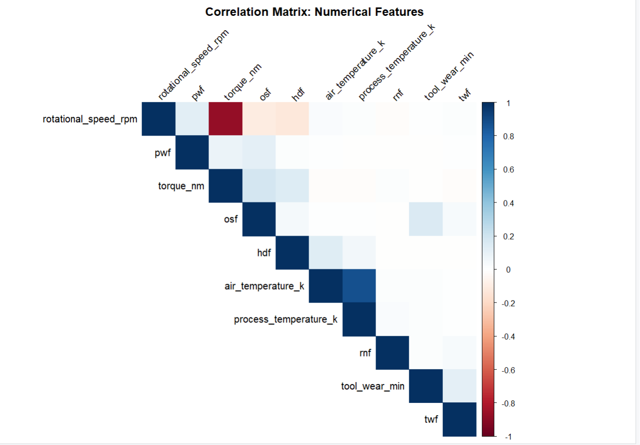 Correlation Matrix: Numerical Features
rotational_speed_rpm
pwf
torque_nm
osf
hdf
air_temperature_k
process_temperature_k
rnf
tool_wear_min
twf
rotational_speed_rpm
pwf
torque_nm
osf
hdf
air_temperature_k
process_temperature_k
rnf
tool_wear_min
twf
1
0.8
0.6
0.4
0.2
0
-0.2
-0.4
-0.6
-0.8
-1